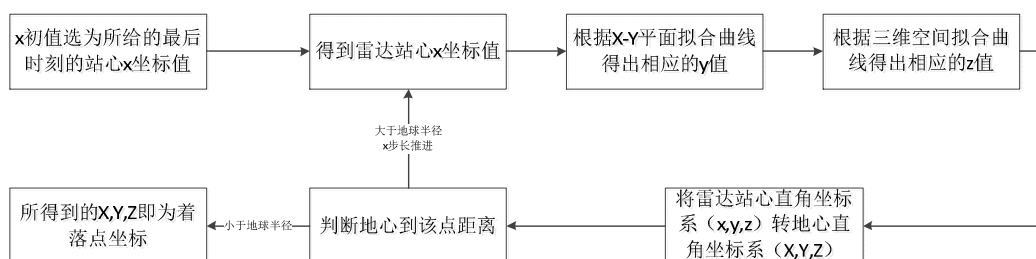 x初值选为所给的最后
时刻的站心x坐标值
得到雷达站心x坐标值
根据X-Y平面拟合曲线
得出相应的y值
根据三维空间拟合曲
线得出相应的z值
大于地球半径
x步长推进
所得到的X,Y,Z即为着
落点坐标
小于地球半径
判断地心到该点距离
将雷达站心直角坐标
系（x,y,z）转地心直
角坐标系（X,Y,Z）